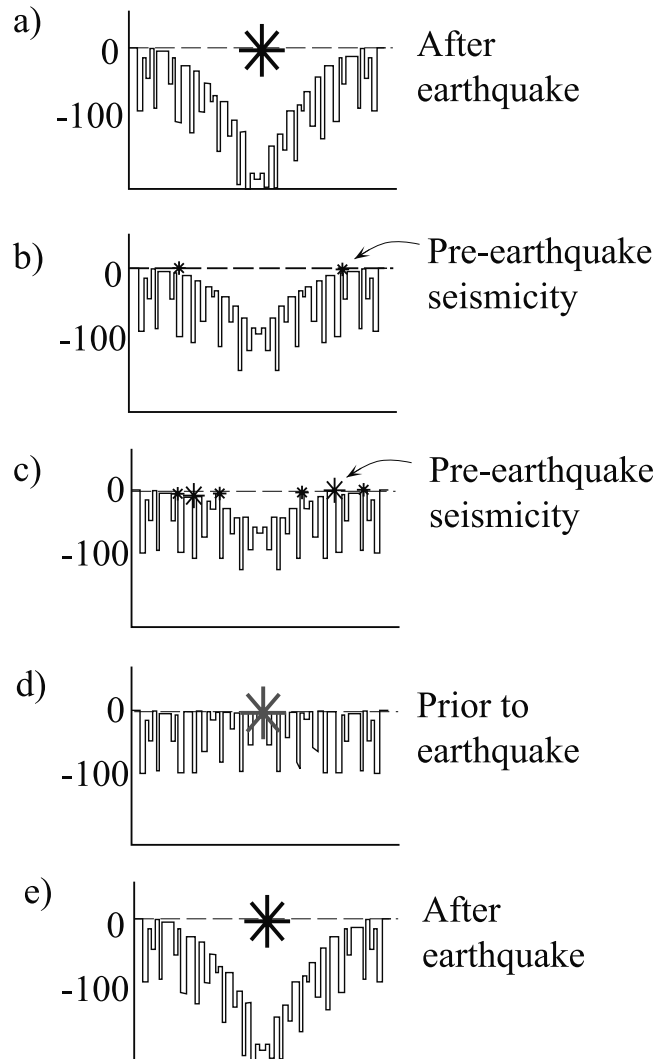 a)
0
-100
After
earthquake
b)
0
-100
Pre-earthquake
seismicity
c)
0
-100
Pre-earthquake
seismicity
d)
0
-100
Prior to
earthquake
e)
0
-100
After
earthquake